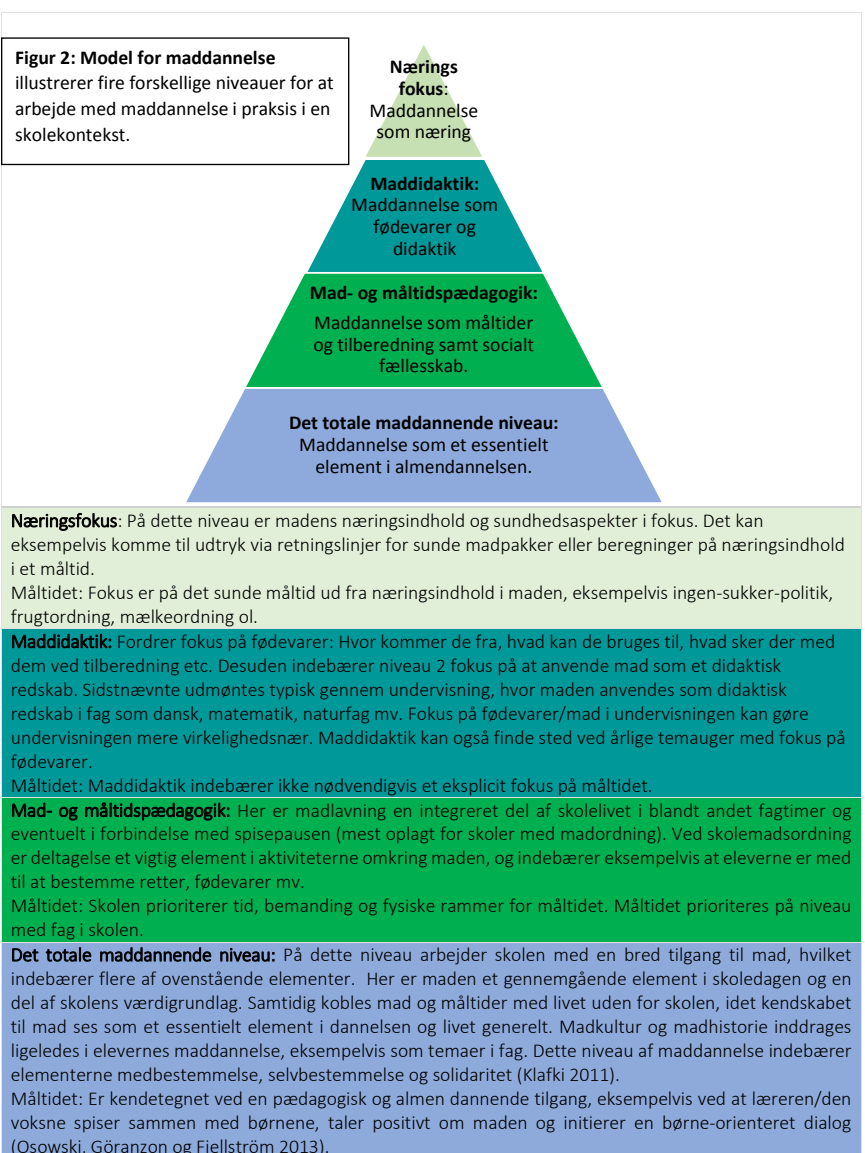 Figur 2: Model for maddannelse
illustrerer fire forskellige niveauer for at
arbejde med maddannelse i praksis i en
skolekontekst.
Nærings
fokus:
Maddannelse
som næring
Maddidaktik:
Maddannelse som
fødevarer og
didaktik
Mad- og måltidspædagogik:
Maddannelse som måltider
og tilberedning samt socialt
fællesskab.
Det totale maddannende niveau:
Maddannelse som et essentielt
element i almendannelsen.
Næringsfokus: På dette niveau er madens næringsindhold og sundhedsaspekter i fokus. Det kan
eksempelvis komme til udtryk via retningslinjer for sunde madpakker eller beregninger på næringsindhold
i et måltid.
Måltidet: Fokus er på det sunde måltid ud fra næringsindhold i maden, eksempelvis ingen-sukker-politik,
frugtordning, mælkeordning ol.
Maddidaktik: Fordrer fokus på fødevarer: Hvor kommer de fra, hvad kan de bruges til, hvad sker der med
dem ved tilberedning etc. Desuden indebærer niveau 2 fokus på at anvende mad som et didaktisk
redskab. Sidstnævnte udmøntes typisk gennem undervisning, hvor maden anvendes som didaktisk
redskab i fag som dansk, matematik, naturfag mv. Fokus på fødevarer/mad i undervisningen kan gøre
undervisningen mere virkelighedsnær. Maddidaktik kan også finde sted ved årlige temauger med fokus på
fødevarer.
Måltidet: Maddidaktik indebærer ikke nødvendigvis et eksplicit fokus på måltidet.
Mad- og måltidspædagogik: Her er madlavning en integreret del af skolelivet i blandt andet fagtimer og
eventuelt i forbindelse med spisepausen (mest oplagt for skoler med madordning). Ved skolemadsordning
er deltagelse et vigtig element i aktiviteterne omkring maden, og indebærer eksempelvis at eleverne er med
til at bestemme retter, fødevarer mv.
Måltidet: Skolen prioriterer tid, bemanding og fysiske rammer for måltidet. Måltidet prioriteres på niveau
med fag i skolen.
Det totale maddannende niveau: På dette niveau arbejder skolen med en bred tilgang til mad, hvilket
indebærer flere af ovenstående elementer. Her er maden et gennemgående element i skoledagen og en
del af skolens værdigrundlag. Samtidig kobles mad og måltider med livet uden for skolen, idet kendskabet
til mad ses som et essentielt element i dannelsen og livet generelt. Madkultur og madhistorie inddrages
ligeledes i elevernes maddannelse, eksempelvis som temaer i fag. Dette niveau af maddannelse indebærer
elementerne medbestemmelse, selvbestemmelse og solidaritet (Klafki 2011).
Måltidet: Er kendetegnet ved en pædagogisk og almen dannende tilgang, eksempelvis ved at læreren/den
voksne spiser sammen med børnene, taler positivt om maden og initierer en børne-orienteret dialog
(Osowski, Göranzon og Fjellström 2013).